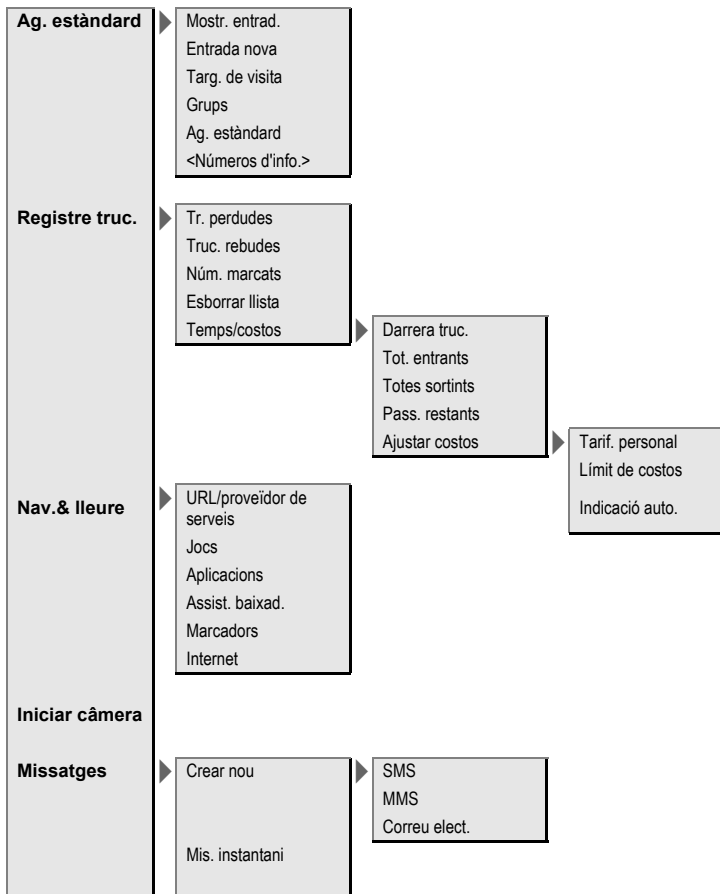 Ag. estàndard
Mostr. entrad.
Entrada nova
Targ. de visita
Grups
Ag. estàndard
<Números d'info.>
Registre truc.
Tr. perdudes
Truc. rebudes
Núm. marcats
Esborrar llista
Temps/costos
Darrera truc.
Tot. entrants
Totes sortints
Pass. restants
Ajustar costos
Tarif. personal
Límit de costos
Indicació auto.
Nav.& lleure
URL/proveïdor de
serveis
Jocs
Aplicacions
Assist. baixad.
Marcadors
Internet
Iniciar câmera
Missatges
Crear nou
SMS
MMS
Correu elect.
Mis. instantani